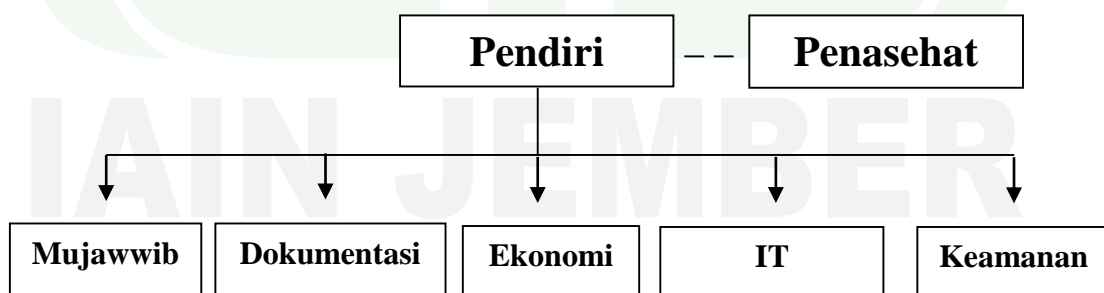 Pendiri Penasehat
IAIN JEMBER
Mujawwib Dokumentasi Ekonomi IT Keamanan